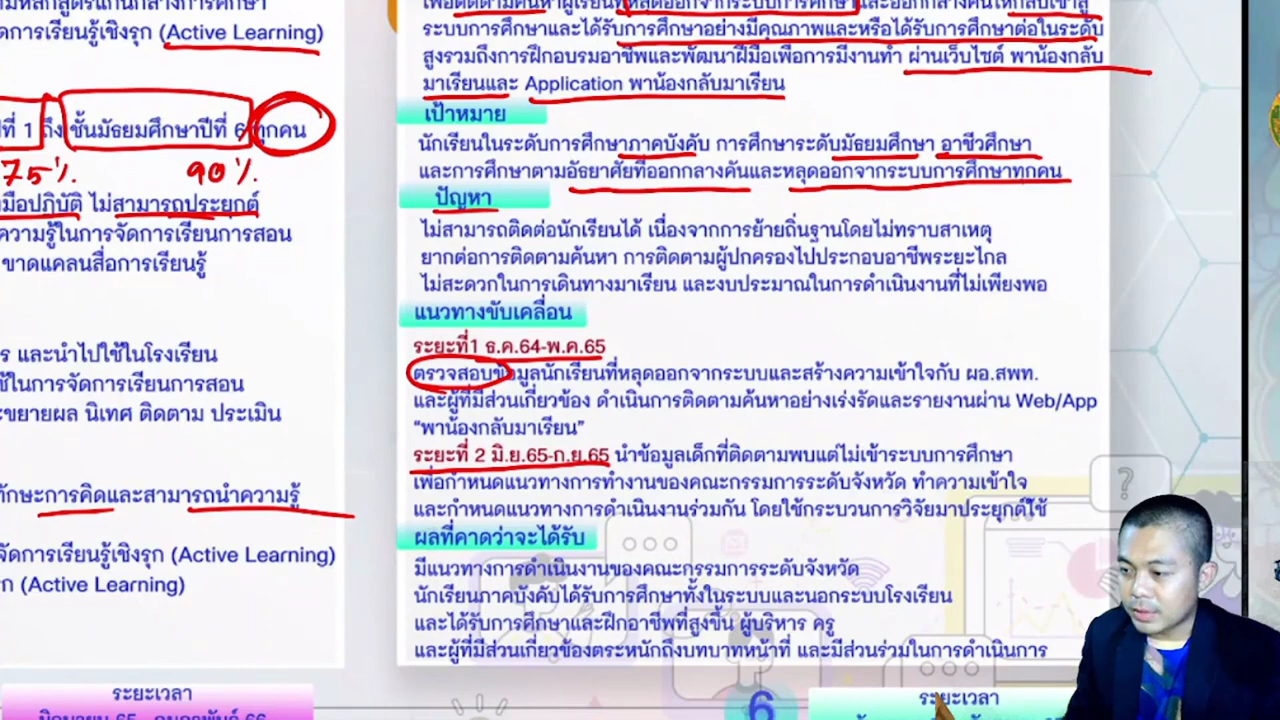 ดการเรียนรู้เชิงรุก (Active Learning)
ที่ 1 ถึง ชั้นมัธยมศึกษาปีที่ 6 ทุกคน
75% 90%
มือปฏิบัติ ไม่สามารถประยุกต์
ความรู้ในการจัดการเรียนการสอน
ขาดแคลนสื่อการเรียนรู้
ร และนำไปใช้ในโรงเรียน
ช้ในการจัดการเรียนการสอน
ะขยายผล นิเทศ ติดตาม ประเมิน
ทักษะการคิดและสามารถนำความรู้
จัดการเรียนรู้เชิงรุก (Active Learning)
ก (Active Learning)
ระยะเวลา
เพื่อติดตามค้นหาผู้เรียนที่หลุดออกจากระบบการศึกษาและออกกลางคันให้กลับเข้าสู่
ระบบการศึกษาและได้รับการศึกษาอย่างมีคุณภาพและหรือได้รับการศึกษาต่อในระดับ
สูงรวมถึงการฝึกอบรมอาชีพและพัฒนาฝีมือเพื่อการมีงานทำ ผ่านเว็บไซต์ พาน้องกลับ
มาเรียนและ Application พาน้องกลับมาเรียน
เป้าหมาย
นักเรียนในระดับการศึกษาภาคบังคับ การศึกษาระดับมัธยมศึกษา อาชีวศึกษา
และการศึกษาตามอัธยาศัยที่ออกกลางคันและหลุดออกจากระบบการศึกษาทุกคน
ปัญหา
ไม่สามารถติดต่อนักเรียนได้ เนื่องจากการย้ายถิ่นฐานโดยไม่ทราบสาเหตุ
ยากต่อการติดตามค้นหา การติดตามผู้ปกครองไปประกอบอาชีพระยะไกล
ไม่สะดวกในการเดินทางมาเรียน และงบประมาณในการดำเนินงานที่ไม่เพียงพอ
แนวทางขับเคลื่อน
ระยะที่1 ธ.ค.64-พ.ค.65
ตรวจสอบข้อมูลนักเรียนที่หลุดออกจากระบบและสร้างความเข้าใจกับ ผอ.สพท.
และผู้ที่มีส่วนเกี่ยวข้อง ดำเนินการติดตามค้นหาอย่างเร่งรัดและรายงานผ่าน Web/App
“พาน้องกลับมาเรียน”
ระยะที่ 2 มิ.ย.65-ก.ย.65 นำข้อมูลเด็กที่ติดตามพบแต่ไม่เข้าระบบการศึกษา
เพื่อกำหนดแนวทางการทำงานของคณะกรรมการระดับจังหวัด ทำความเข้าใจ
และกำหนดแนวทางการดำเนินงานร่วมกัน โดยใช้กระบวนการวิจัยมาประยุกต์ใช้
ผลที่คาดว่าจะได้รับ
มีแนวทางการดำเนินงานของคณะกรรมการระดับจังหวัด
นักเรียนภาคบังคับได้รับการศึกษาทั้งในระบบและนอกระบบโรงเรียน
และได้รับการศึกษาและฝึกอาชีพที่สูงขึ้น ผู้บริหาร ครู
และผู้ที่มีส่วนเกี่ยวข้องตระหนักถึงบทบาทหน้าที่ และมีส่วนร่วมในการดำเนินการ
6
ระยะเวลา